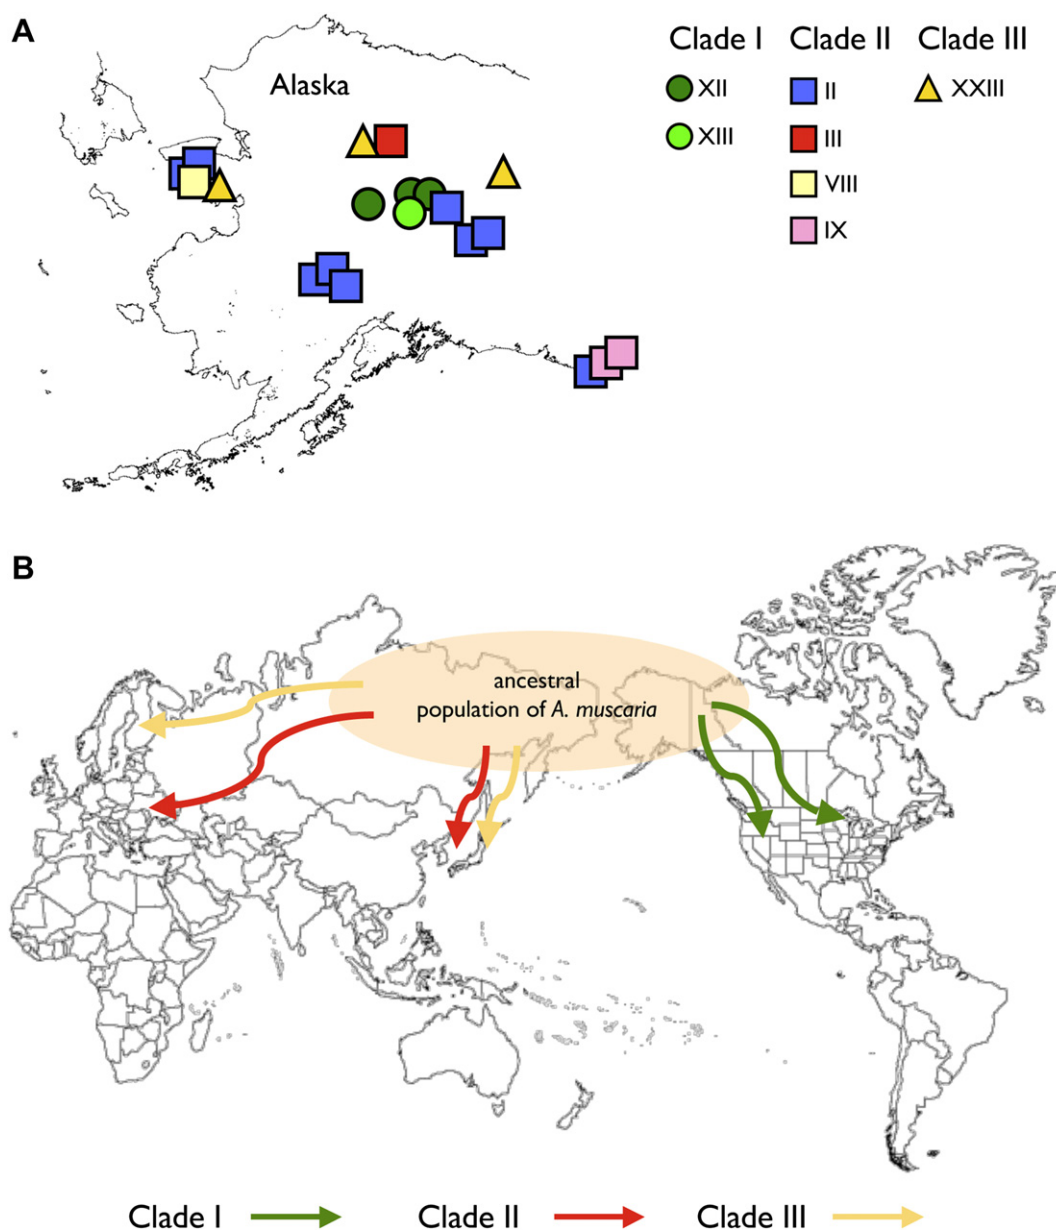 A
Alaska
Clade I Clade II Clade III
XII II XXIII
XIII III
VIII
IX
B
ancestral
population of A. muscaria
Clade I Clade II Clade III